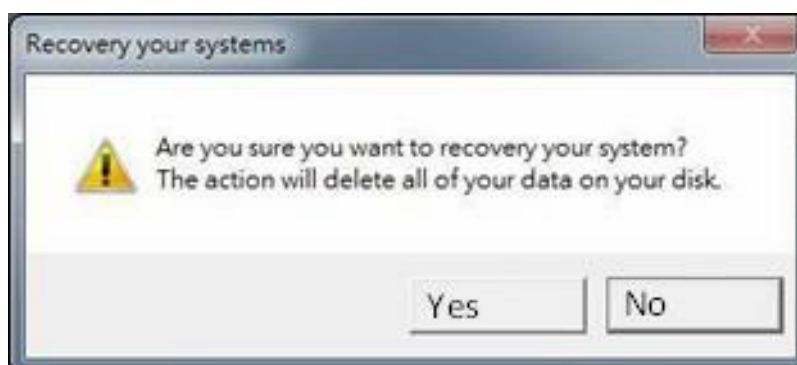 Recovery your systems
Are you sure you want to recovery your system?
The action will delete all of your data on your disk.
Yes
No